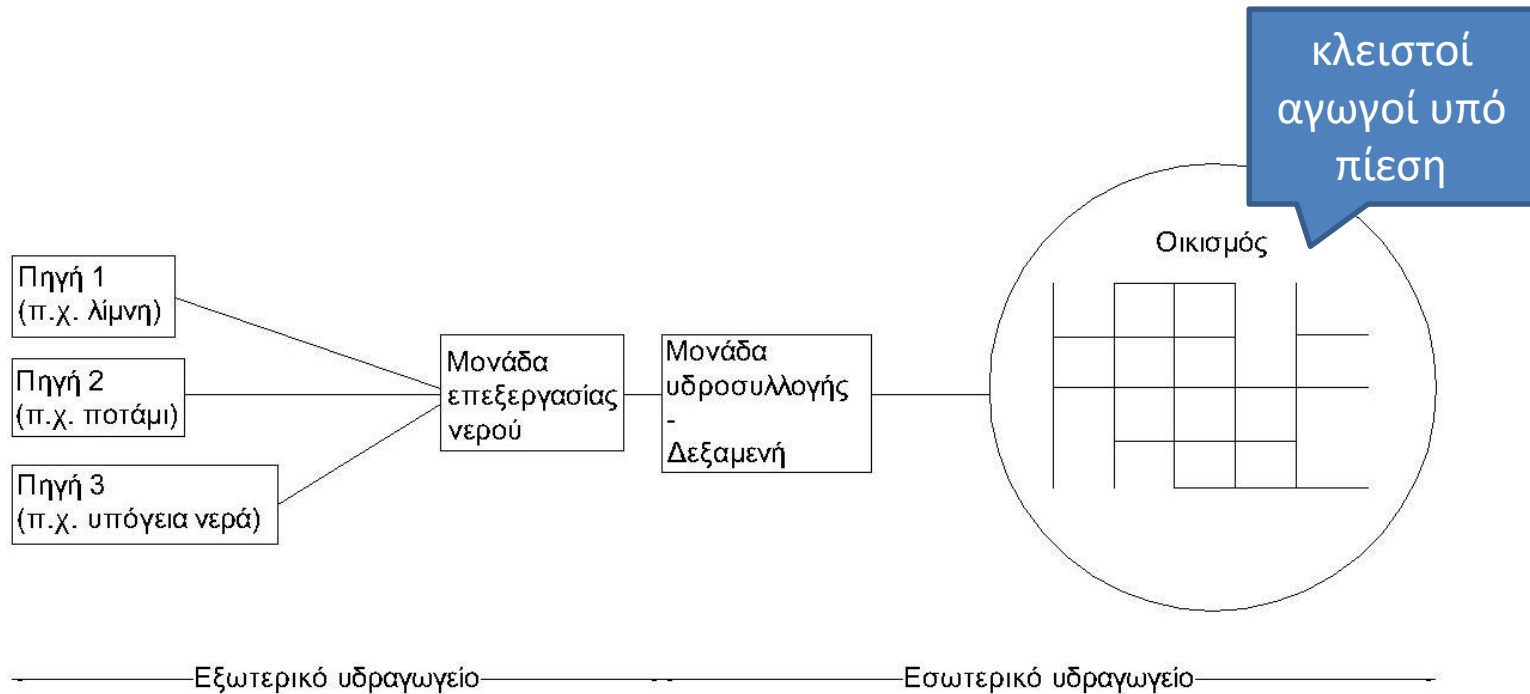 κλειστοί
αγωγοί υπό
πίεση
Οικισμός
Πηγή 1
(π.χ. λίμνη)
Πηγή 2
(π.χ. ποτάμι)
Πηγή 3
(π.χ. υπόγεια νερά)
Μονάδα
επεξεργασίας
νερού
Μονάδα
υδροσυλλογής
-
Δεξαμενή
Εξωτερικό υδραγωγείο
Εσωτερικό υδραγωγείο